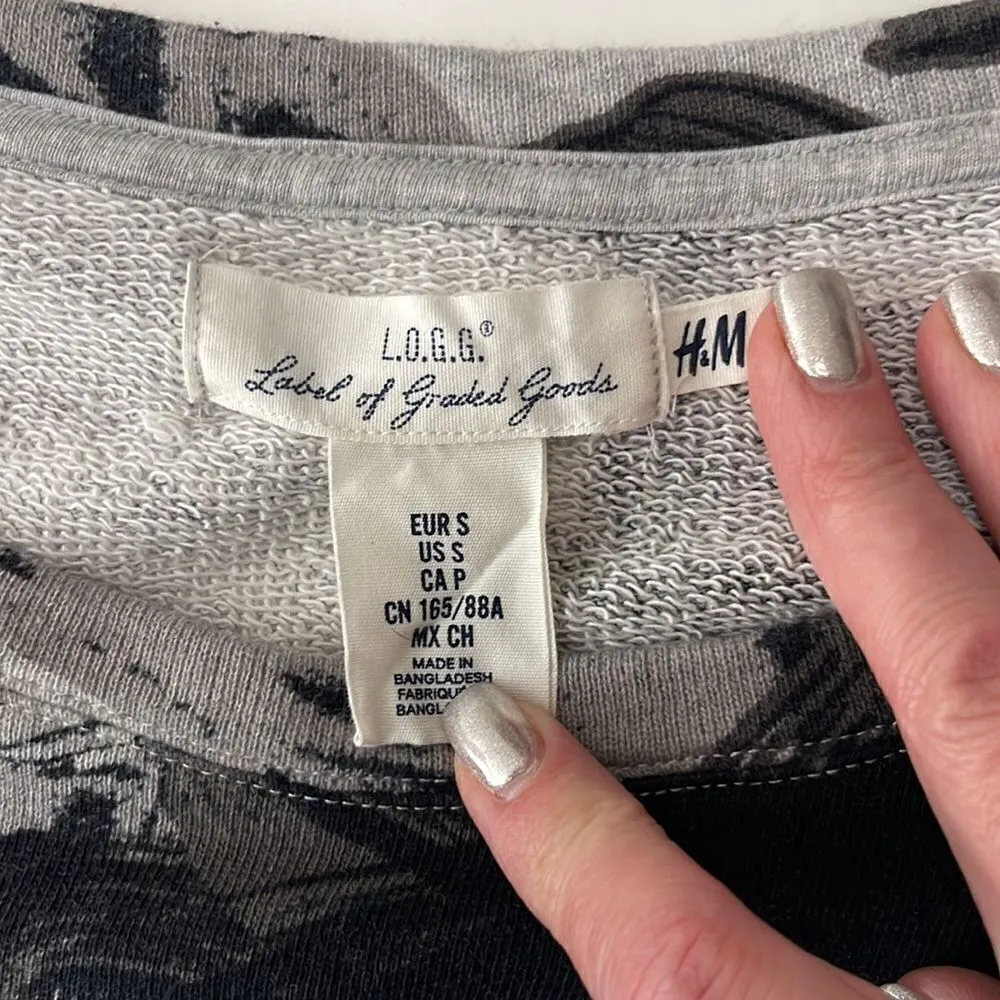 L.O.G.G.®
Label of Graded Goods
H&M
EUR S
US S
CA P
CN 165/88A
MX CH
MADE IN
BANGLADESH